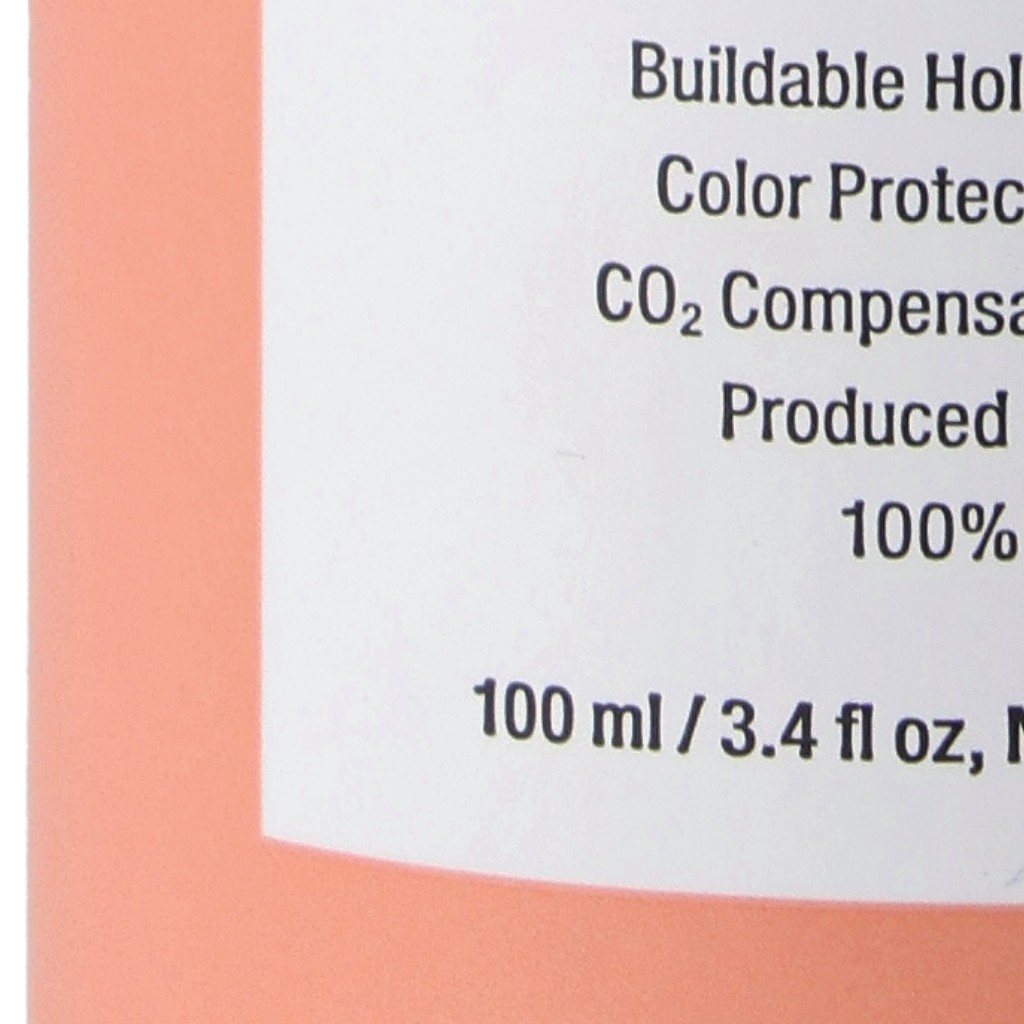 Buildable Hol
Color Protec
CO₂ Compensa
Produced
100%
100 ml / 3.4 fl oz,